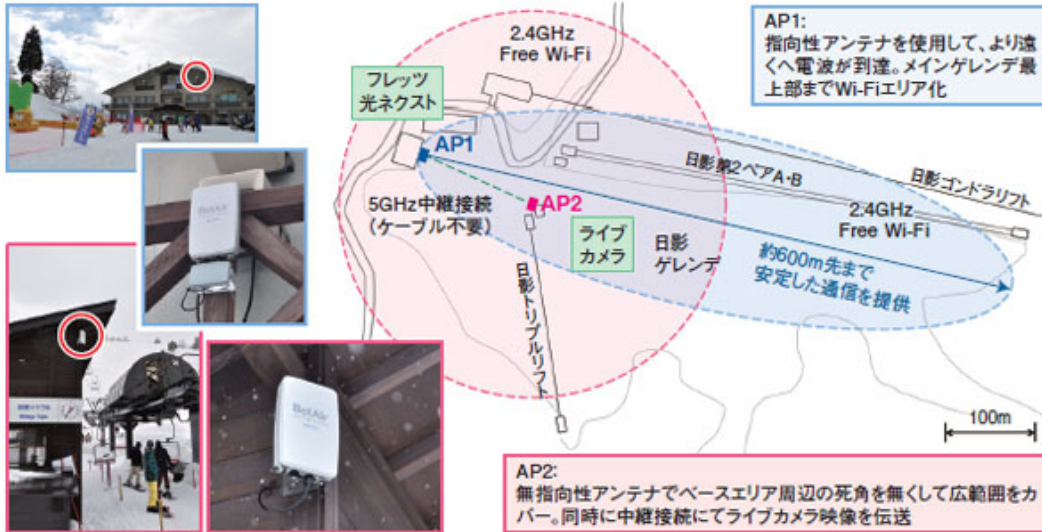 AP1:
指向性アンテナを使用して、より遠
くへ電波が到達。メインゲレンデ最
上部までWi-Fiエリア化
2.4GHz
Free Wi-Fi
フレッツ
光ネクスト
AP1
日影第2ペアA・B
日影ゴンドラリフト
5GHz中継接続
(ケーブル不要)
AP2
ライブ
カメラ
日影
ゲレンデ
2.4GHz
Free Wi-Fi
約600m先まで
安定した通信を提供
日影トリプルリフト
100m
BelAir
BelAir
AP2:
無指向性アンテナでベースエリア周辺の死角を無くして広範囲をカ
バー。同時に中継接続にてライブカメラ映像を伝送